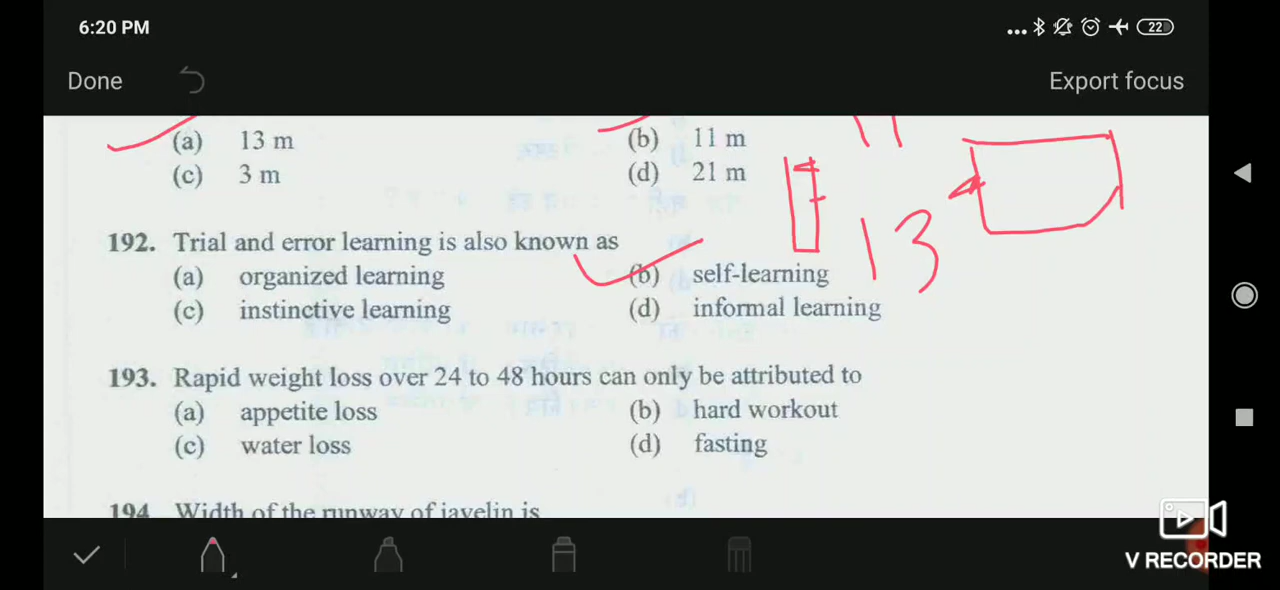 6:20 PM
22
Done
Export focus
(a) 13 m
(b) 11 m
(c) 3 m
(d) 21 m
11
13
192. Trial and error learning is also known as
(a) organized learning
(b) self-learning
(c) instinctive learning
(d) informal learning
193. Rapid weight loss over 24 to 48 hours can only be attributed to
(a) appetite loss
(b) hard workout
(c) water loss
(d) fasting
194. Width of the runway of javelin is
V RECORDER